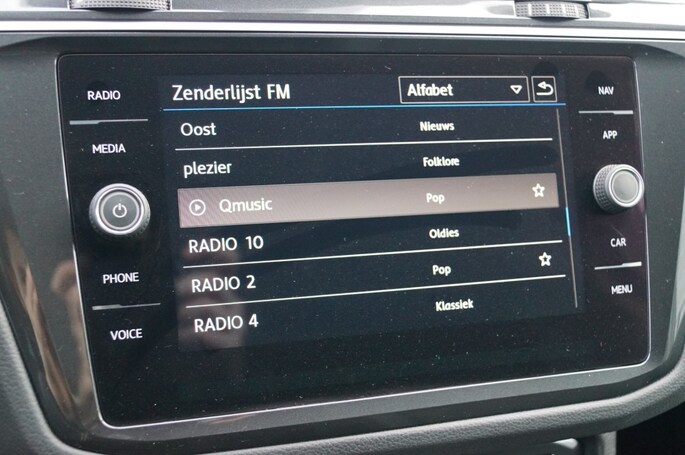 RADIO
MEDIA
PHONE
VOICE
Zenderlijst FM Alfabet
Oost Nieuws
plezier Folklore
Qmusic Pop
RADIO 10 Oldies
RADIO 2 Pop
RADIO 4 Klassiek
NAV
APP
CAR
MENU